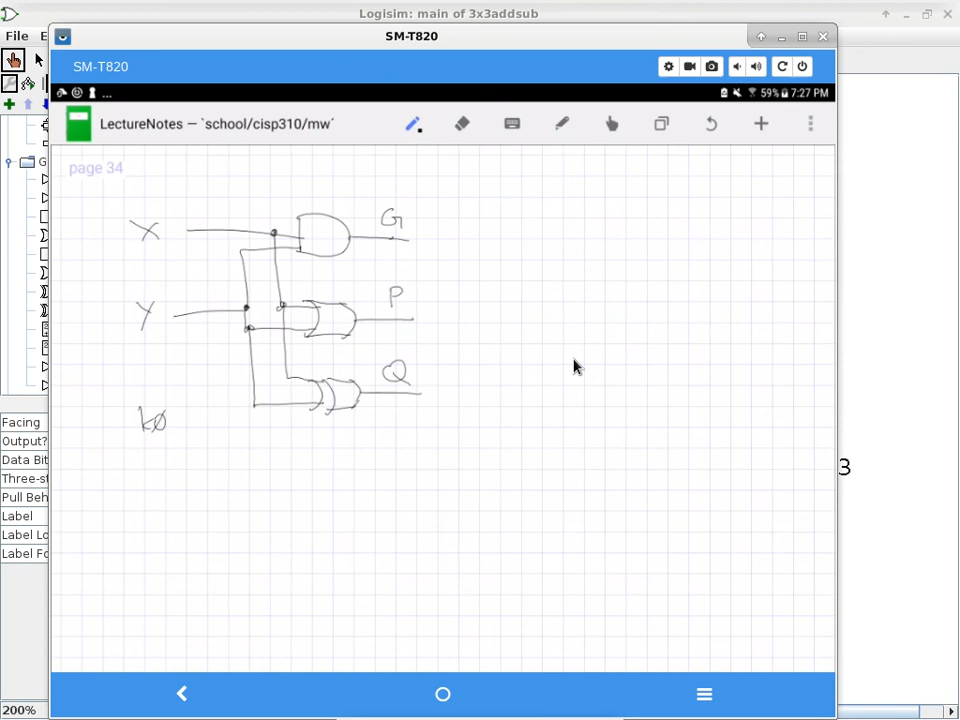 Logisim: main of 3x3addsub
File
SM-T820
SM-T820
... 59% 7:27 PM
LectureNotes — `school/cisp310/mw´
page 34
X
G
Y
P
Q
k0
3
Facing
Output?
Data Bit
Three-st
Pull Beh
Label
Label Lo
Label Fo
200%